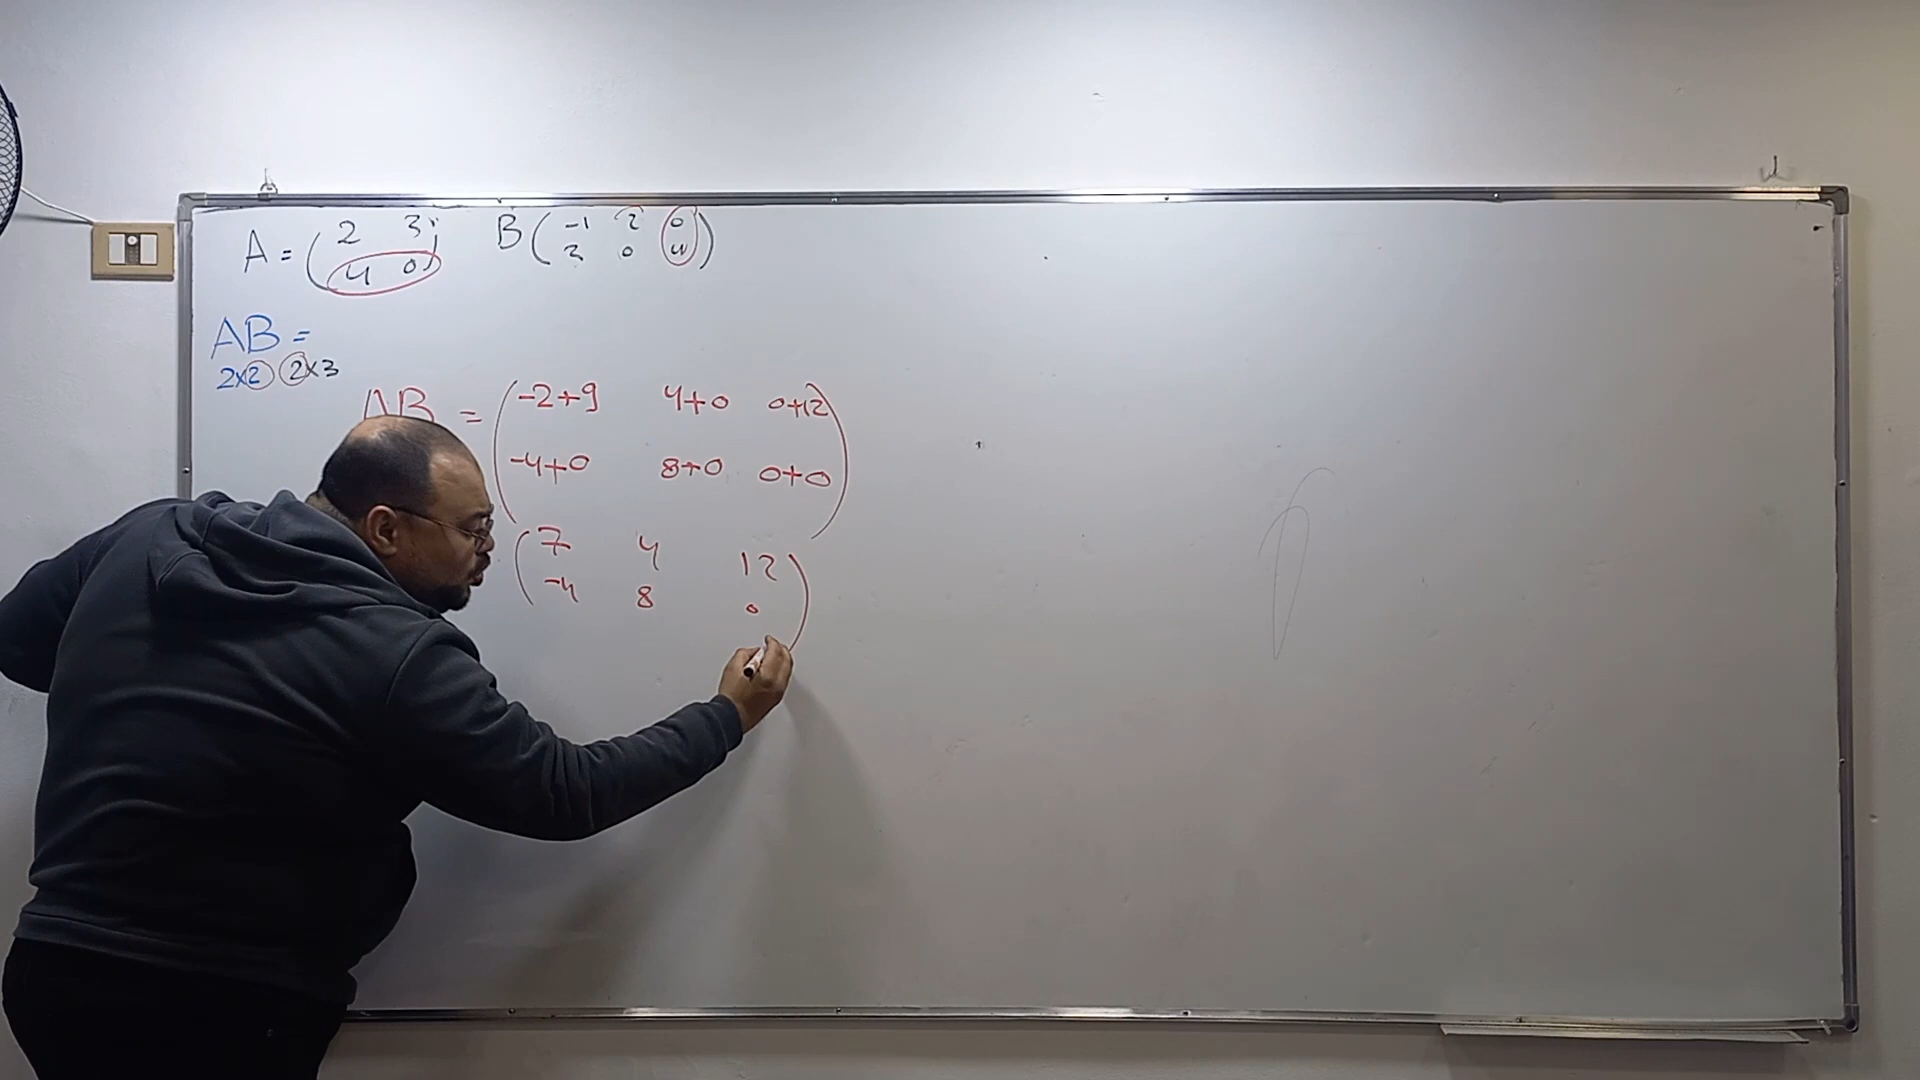 A = ( 2 3 B ( -1 2 0 )
4 0 ) 3 0 4
AB =
2x2 2x3
AB = ( -2+9 4+0 0+12 )
-4+0 8+0 0+0
( 7 4 12 )
-4 8 0